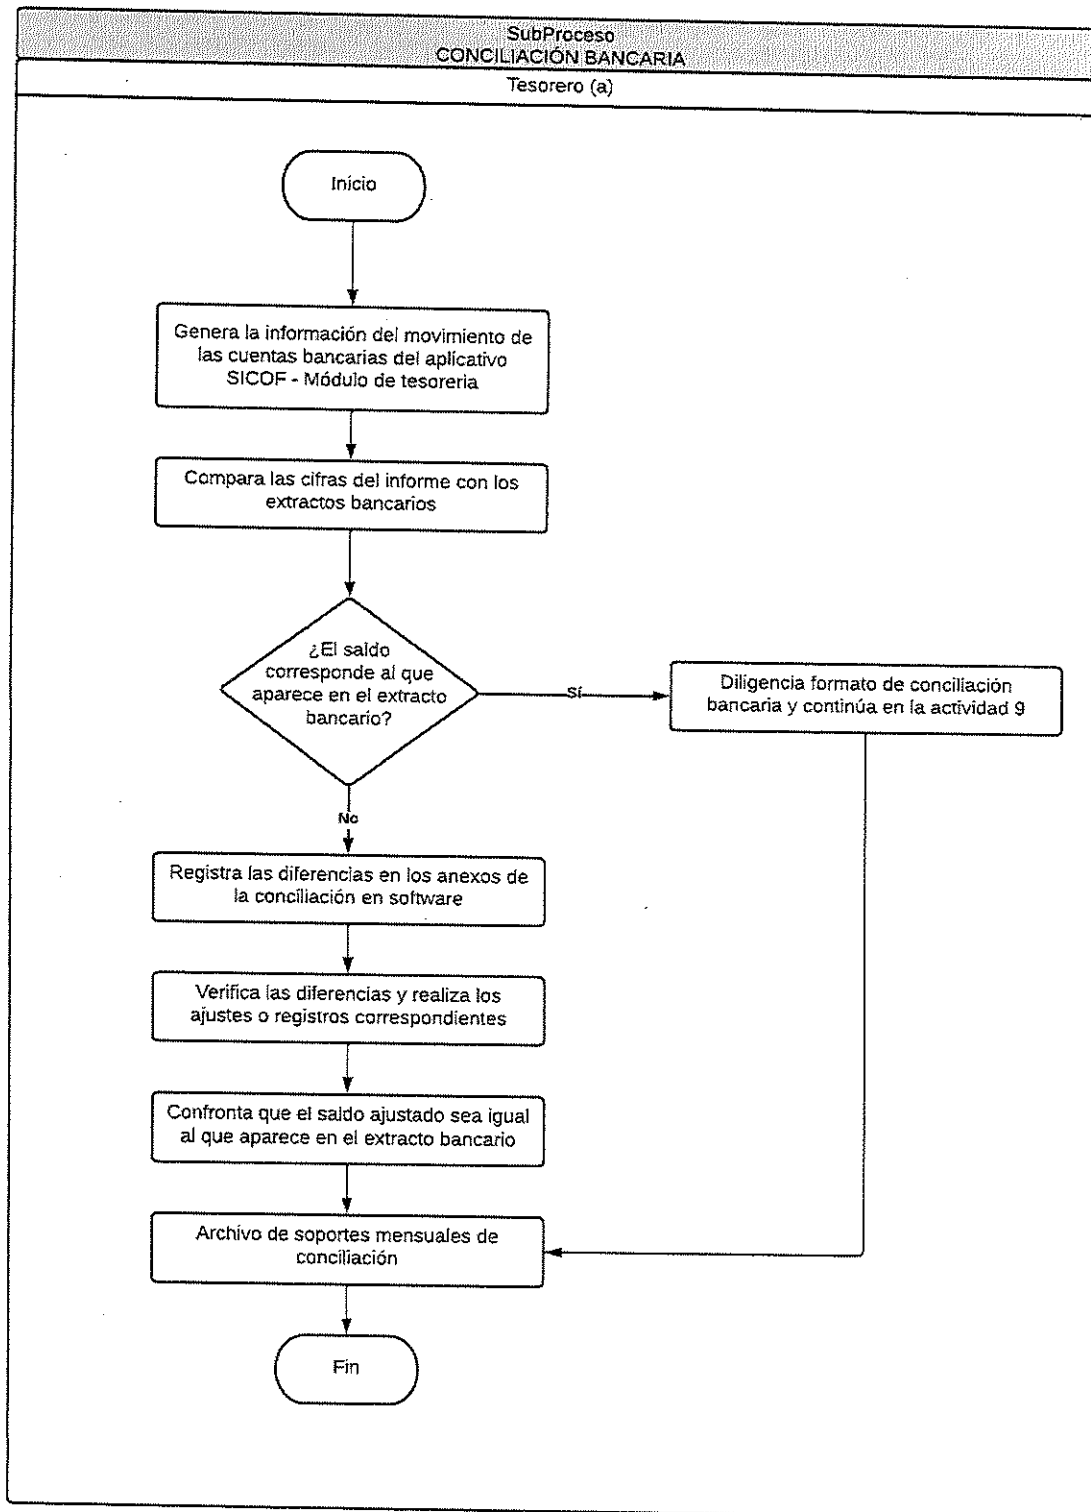 SubProceso
CONCILIACIÓN BANCARIA
Tesorero (a)
Início
Genera la información del movimiento de
las cuentas bancarias del aplicativo
SICOF - Módulo de tesoreria
Compara las cifras del informe con los
extractos bancarios
¿El saldo
corresponde al que
aparece en el extracto
bancario?
Sí
Diligencia formato de conciliación
bancaria y continúa en la actividad 9
No
Registra las diferencias en los anexos de
la conciliación en software
Verifica las diferencias y realiza los
ajustes o registros correspondientes
Confronta que el saldo ajustado sea igual
al que aparece en el extracto bancario
Archivo de soportes mensuales de
conciliación
Fin